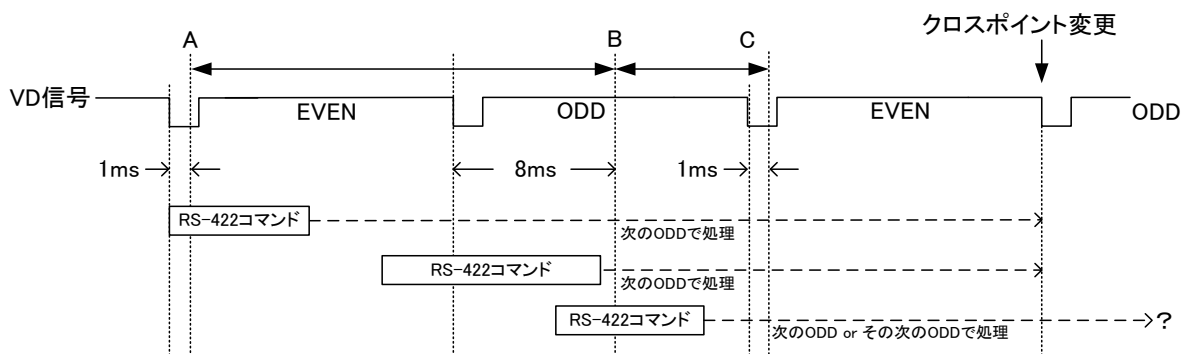 クロスポイント変更
A
B
C
VD信号
EVEN
ODD
EVEN
ODD
1ms
8ms
1ms
RS-422コマンド
次のODDで処理
RS-422コマンド
次のODDで処理
RS-422コマンド
次のODD or その次のODDで処理
?